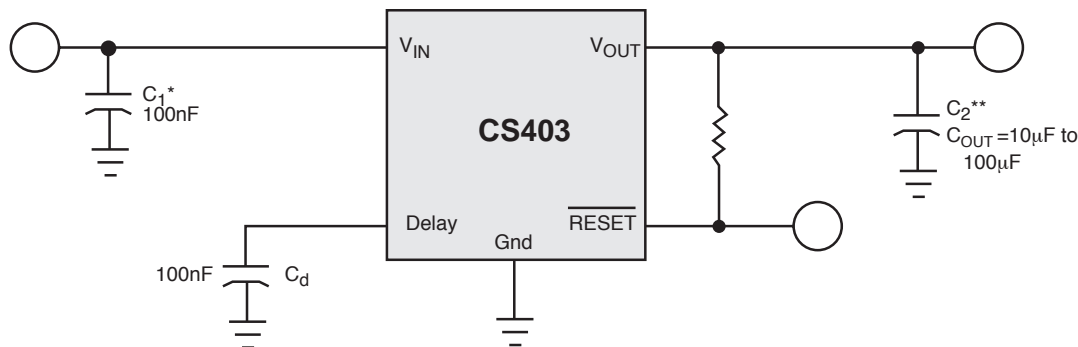 V_IN
V_OUT
C_1*
100nF
CS403
C_2**
C_OUT =10µF to
100µF
Delay
RESET
Gnd
100nF
C_d